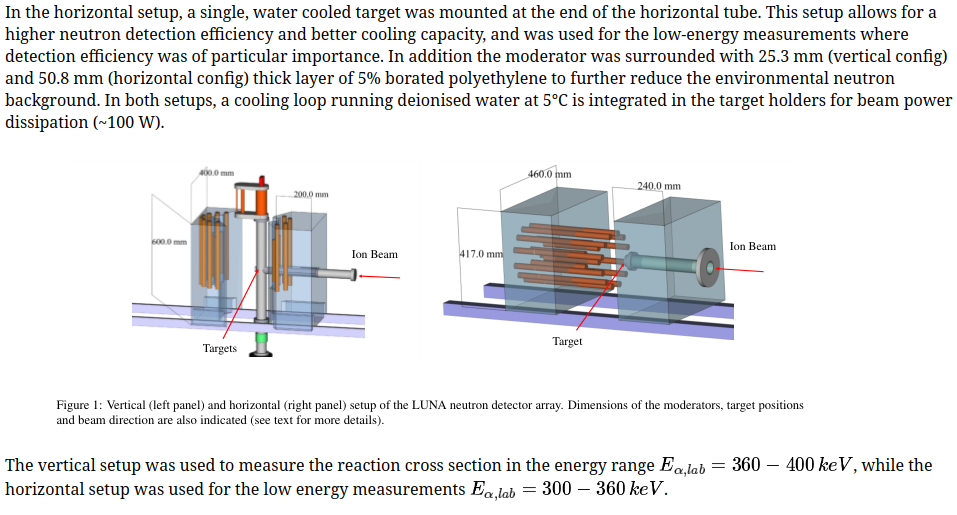 In the horizontal setup, a single, water cooled target was mounted at the end of the horizontal tube. This setup allows for a
higher neutron detection efficiency and better cooling capacity, and was used for the low-energy measurements where
detection efficiency was of particular importance. In addition the moderator was surrounded with 25.3 mm (vertical config)
and 50.8 mm (horizontal config) thick layer of 5% borated polyethylene to further reduce the environmental neutron
background. In both setups, a cooling loop running deionised water at 5°C is integrated in the target holders for beam power
dissipation (~100 W).
400.0 mm
200.0 mm
600.0 mm
Ion Beam
Targets
460.0 mm
240.0 mm
417.0 mm
Ion Beam
Target
Figure 1: Vertical (left panel) and horizontal (right panel) setup of the LUNA neutron detector array. Dimensions of the moderators, target positions
and beam direction are also indicated (see text for more details).
The vertical setup was used to measure the reaction cross section in the energy range Eα,lab = 360 − 400 keV, while the
horizontal setup was used for the low energy measurements Eα,lab = 300 − 360 keV.